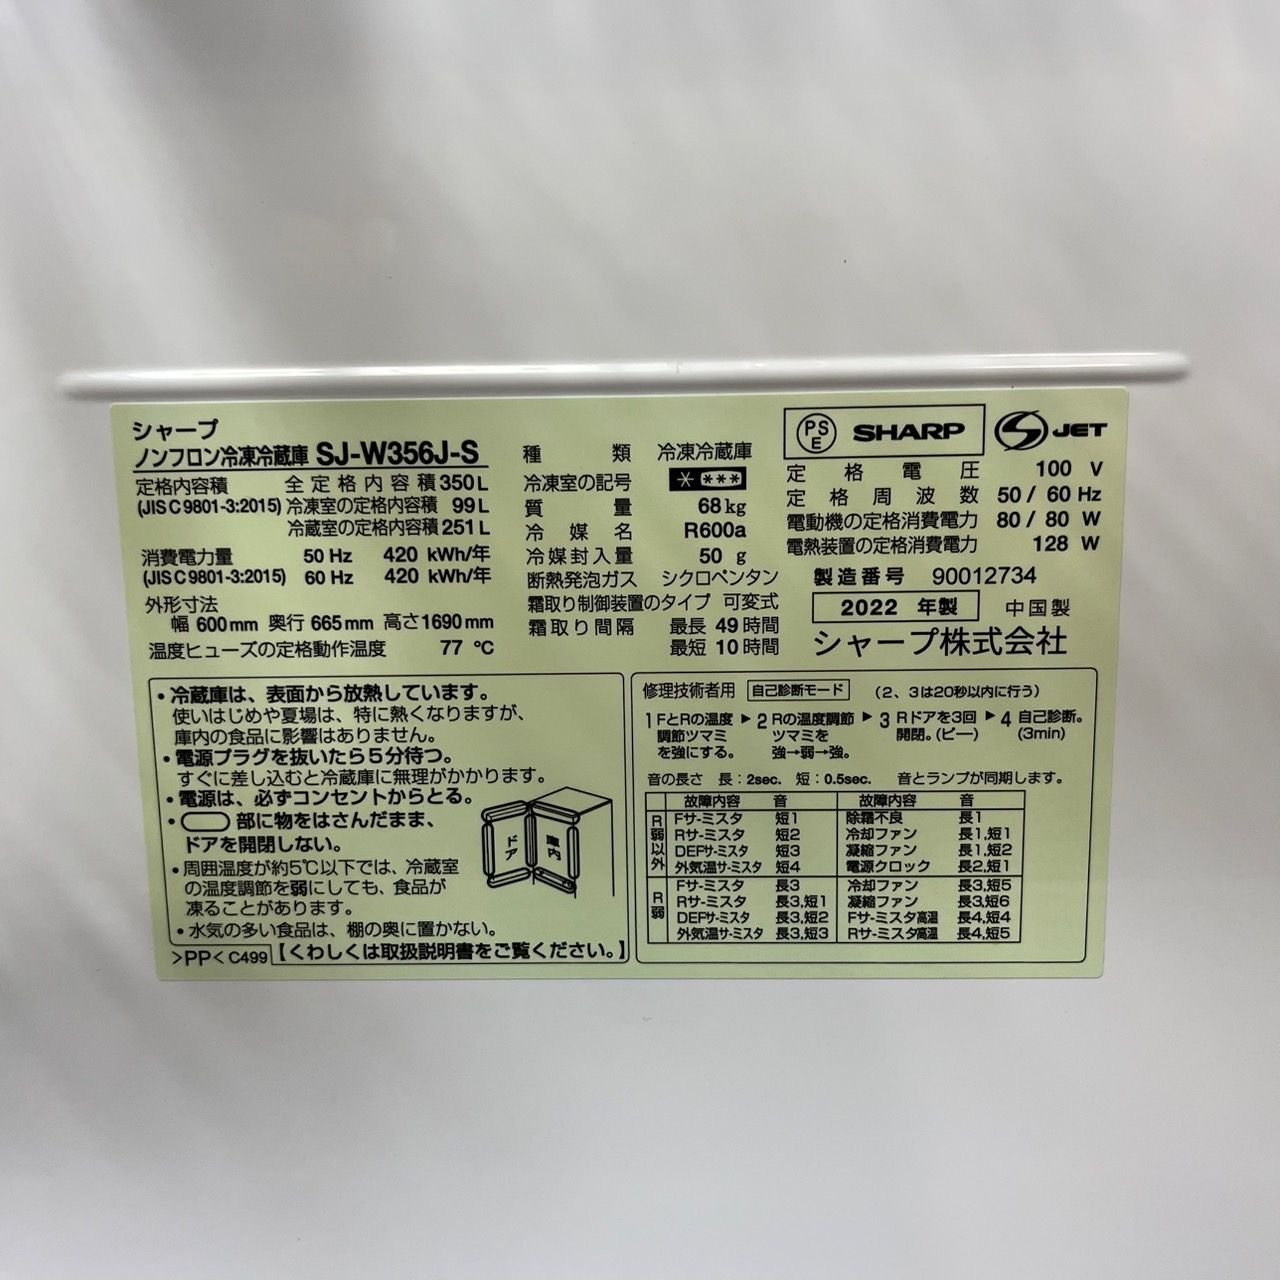 シャープ
ノンフロン冷凍冷蔵庫 SJ-W356J-S
定格内容積 全定格内容積 350L
(JIS C 9801-3:2015) 冷凍室の定格内容積 99L
冷蔵室の定格内容積 251L
消費電力量 50 Hz 420 kWh/年
(JIS C 9801-3:2015) 60 Hz 420 kWh/年
外形寸法
幅 600mm 奥行 665mm 高さ1690mm
温度ヒューズの定格動作温度 77 ℃
種類 冷凍冷蔵庫
冷凍室の記号 * ***
質量 68kg
冷媒名 R600a
冷媒封入量 50 g
断熱発泡ガス シクロペンタン
霜取り制御装置のタイプ 可変式
霜取り間隔 最長 49時間
最短 10時間
PSE SHARP S JET
定格電圧 100 V
定格周波数 50/60 Hz
電動機の定格消費電力 80/80 W
電熱装置の定格消費電力 128 W
製造番号 90012734
2022 年製 中国製
シャープ株式会社
・冷蔵庫は、表面から放熱しています。
使いはじめや夏場は、特に熱くなりますが、
庫内の食品に影響はありません。
・電源プラグを抜いたら5分待つ。
すぐに差し込むと冷蔵庫に無理がかかります。
・電源は、必ずコンセントからとる。
・部に物をはさんだまま、
ドアを開閉しない。
・周囲温度が約5℃以下では、冷蔵室
の温度調節を弱にしても、食品が
凍ることがあります。
・水気の多い食品は、棚の奥に置かない。
ドア 庫内
>PP< C499 【くわしくは取扱説明書をご覧ください。】
修理技術者用 自己診断モード (2、3は20秒以内に行う)
1 FとRの温度 ▶ 2 Rの温度調節 ▶ 3 Rドアを3回 ▶ 4 自己診断。
調節ツマミ ツマミを 開閉。(ピー) (3min)
を強にする。 強→弱→強。
音の長さ 長：2sec. 短：0.5sec. 音とランプが同期します。
故障内容 音 故障内容 音
R弱以外
Fサ-ミスタ 短1 除霜不良 長1
Rサ-ミスタ 短2 冷却ファン 長1,短1
DEFサ-ミスタ 短3 凝縮ファン 長1,短2
外気温サ-ミスタ 短4 電源クロック 長2,短1
R弱
Fサ-ミスタ 長3 冷却ファン 長3,短5
Rサ-ミスタ 長3,短1 凝縮ファン 長3,短6
DEFサ-ミスタ 長3,短2 Fサ-ミスタ高温 長4,短4
外気温サ-ミスタ 長3,短3 Rサ-ミスタ高温 長4,短5